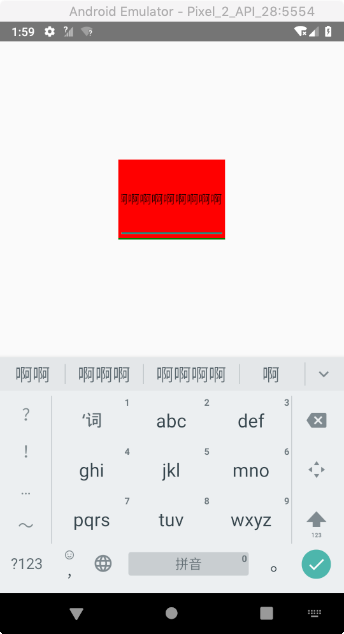 Android Emulator - Pixel_2_API_28:5554
1:59
啊啊啊啊啊啊啊啊
啊啊 啊啊啊 啊啊啊啊 啊
? '词 1 abc 2 def 3
! ghi 4 jkl 5 mno 6
... pqrs 7 tuv 8 wxyz 9
～ 123
?123 , 拼音 0 。